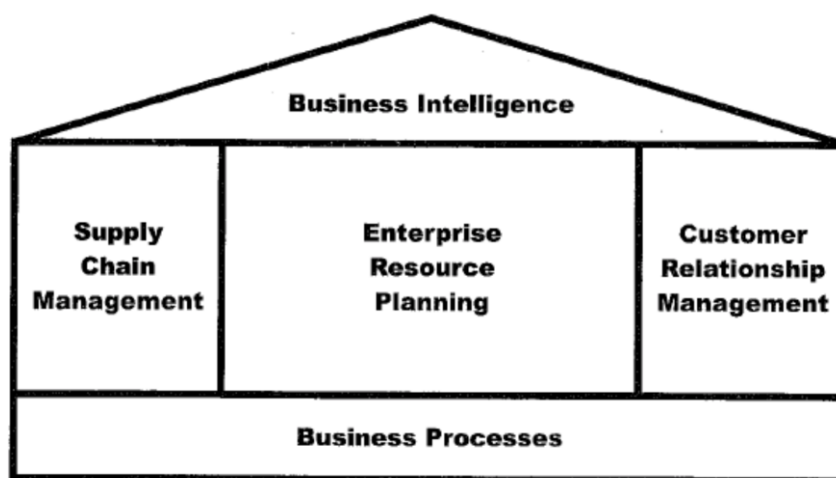 Business Intelligence
Supply
Chain
Management
Enterprise
Resource
Planning
Customer
Relationship
Management
Business Processes